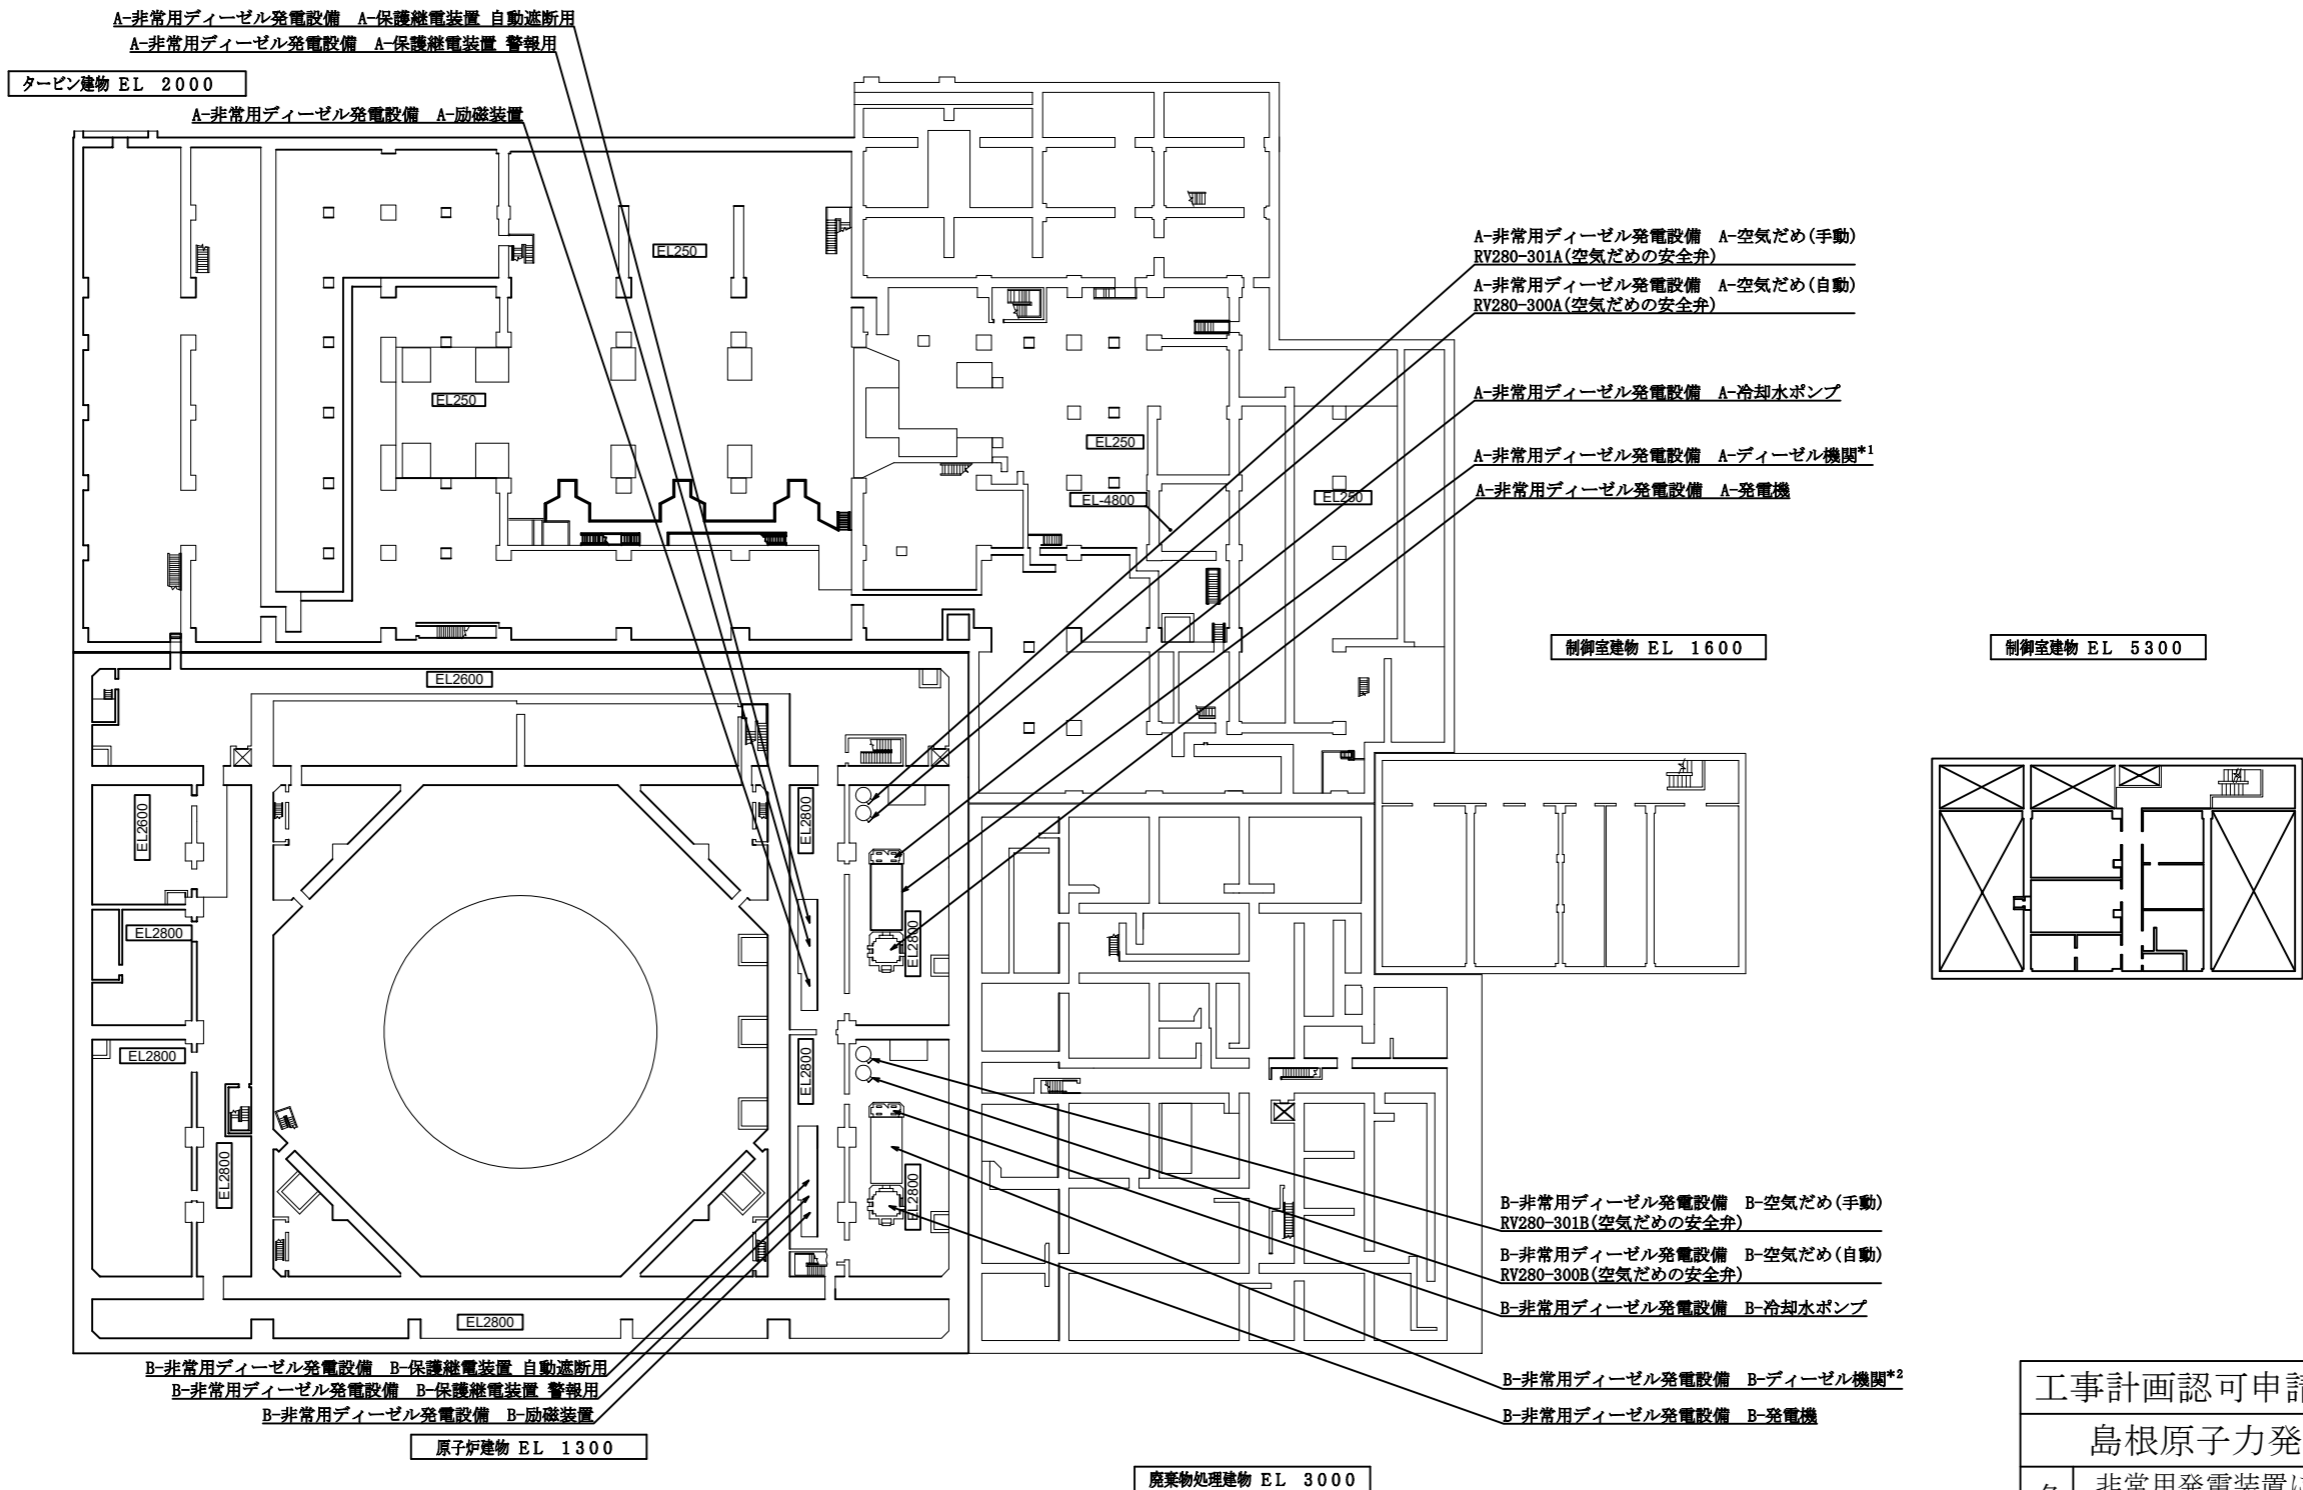 A-非常用ディーゼル発電設備　A-保護継電装置 自動遮断用
A-非常用ディーゼル発電設備　A-保護継電装置 警報用
タービン建物 EL 2000
A-非常用ディーゼル発電設備　A-励磁装置
EL250
A-非常用ディーゼル発電設備　A-空気だめ(手動)
RV280-301A(空気だめの安全弁)
A-非常用ディーゼル発電設備　A-空気だめ(自動)
RV280-300A(空気だめの安全弁)
EL250
A-非常用ディーゼル発電設備　A-冷却水ポンプ
EL250
A-非常用ディーゼル発電設備　A-ディーゼル機関*1
EL-4800
EL250
A-非常用ディーゼル発電設備　A-発電機
制御室建物 EL 1600
制御室建物 EL 5300
EL2600
EL2600
EL2800
EL2800
EL2800
EL2800
EL2800
EL2800
EL2800
EL2800
B-非常用ディーゼル発電設備　B-空気だめ(手動)
RV280-301B(空気だめの安全弁)
B-非常用ディーゼル発電設備　B-空気だめ(自動)
RV280-300B(空気だめの安全弁)
B-非常用ディーゼル発電設備　B-冷却水ポンプ
EL2800
B-非常用ディーゼル発電設備　B-保護継電装置 自動遮断用
B-非常用ディーゼル発電設備　B-保護継電装置 警報用
B-非常用ディーゼル発電設備　B-励磁装置
B-非常用ディーゼル発電設備　B-ディーゼル機関*2
B-非常用ディーゼル発電設備　B-発電機
原子炉建物 EL 1300
廃棄物処理建物 EL 3000
工事計画認可申請
島根原子力発
非常用発電装置に